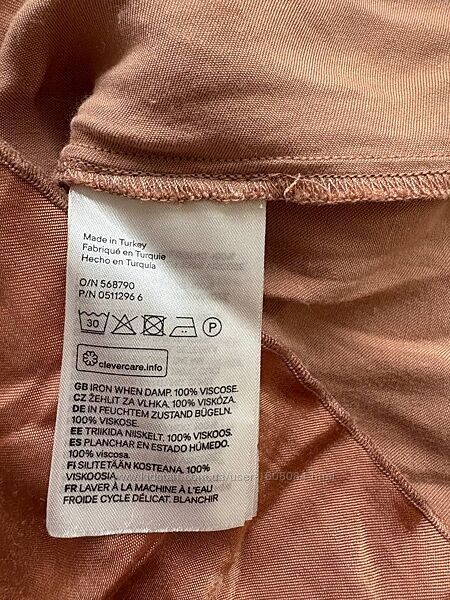 Made in Turkey
Fabriqué en Turquie
Hecho en Turquía
O/N 568790
P/N 0511296 6
30
P
clevercare.info
GB IRON WHEN DAMP. 100% VISCOSE.
CZ ŽEHLIT ZA VLHKA. 100% VISKÓZA.
DE IN FEUCHTEM ZUSTAND BÜGELN.
100% VISKOSE.
EE TRIIKIDA NIISKELT. 100% VISKOOS.
ES PLANCHAR EN ESTADO HÚMEDO.
100% viscosa.
FI SILITETÄÄN KOSTEANA. 100%
VISKOOSIA.
FR LAVER À LA MACHINE À L'EAU
FROIDE CYCLE DÉLICAT. BLANCHIR